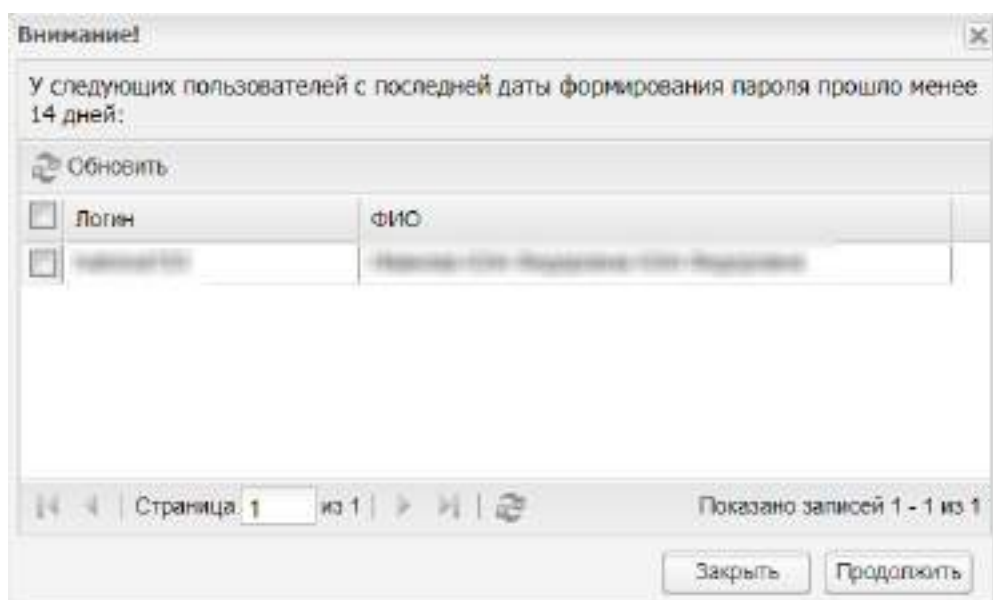 Внимание!
У следующих пользователей с последней даты формирования пароля прошло менее
14 дней:
Обновить
Логин ФИО
Страница 1 из 1 Показано записей 1 - 1 из 1
Закрыть Продолжить